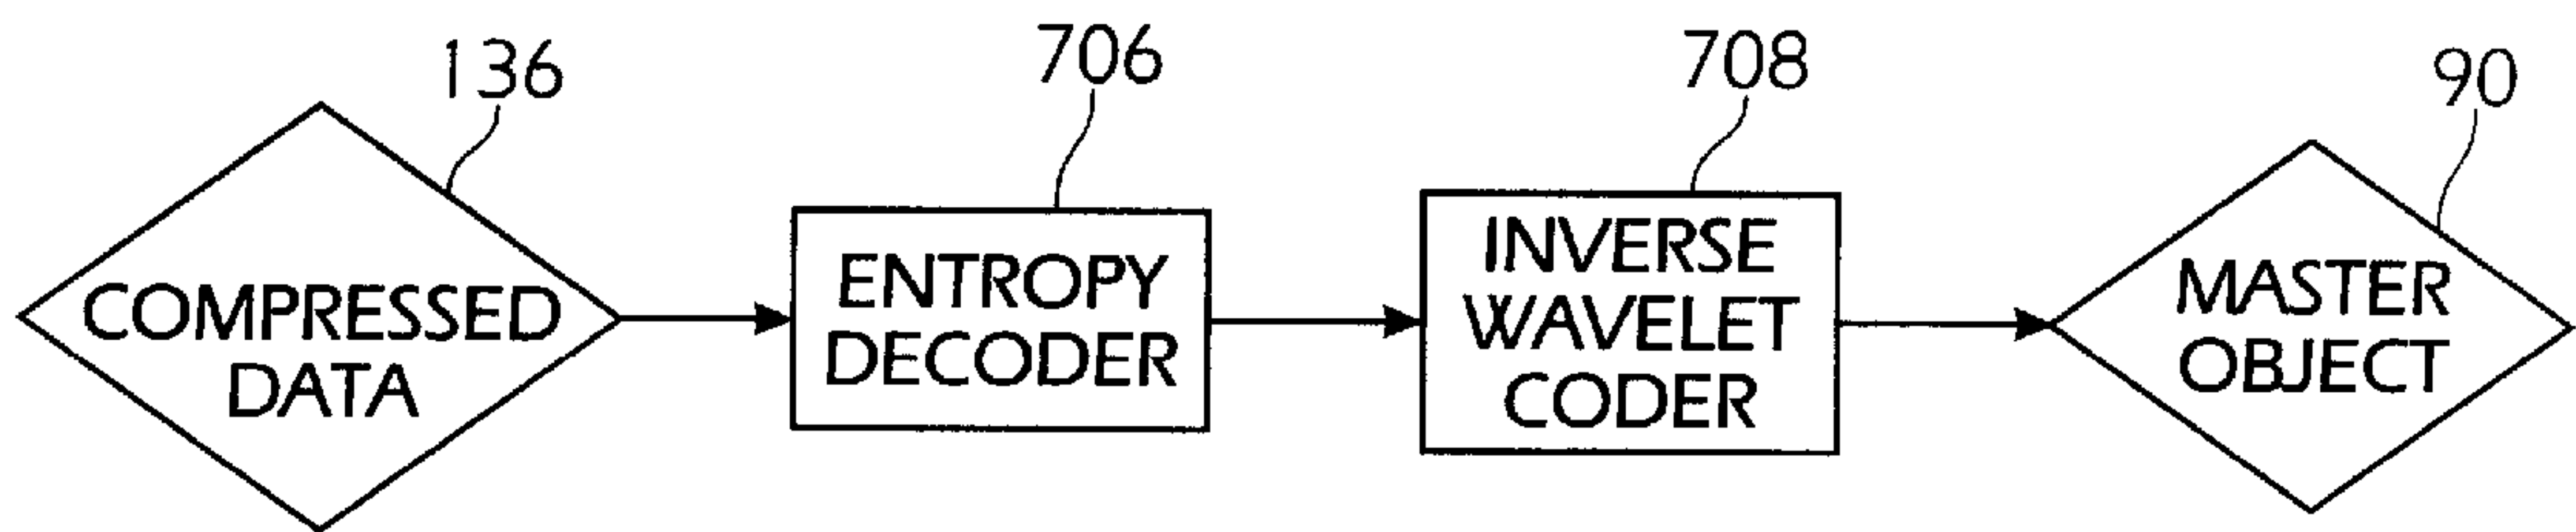 136
706
708
90
COMPRESSED
DATA
ENTROPY
DECODER
INVERSE
WAVELET
CODER
MASTER
OBJECT